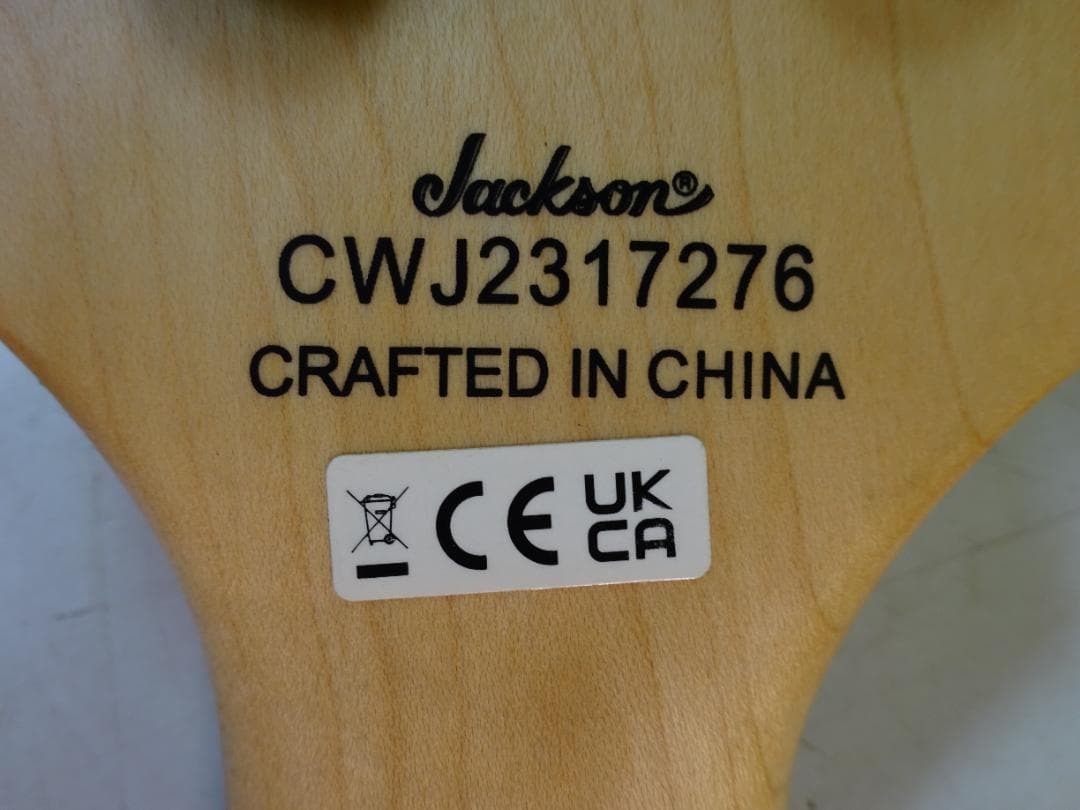 Jackson®
CWJ2317276
CRAFTED IN CHINA
CE UK
CA